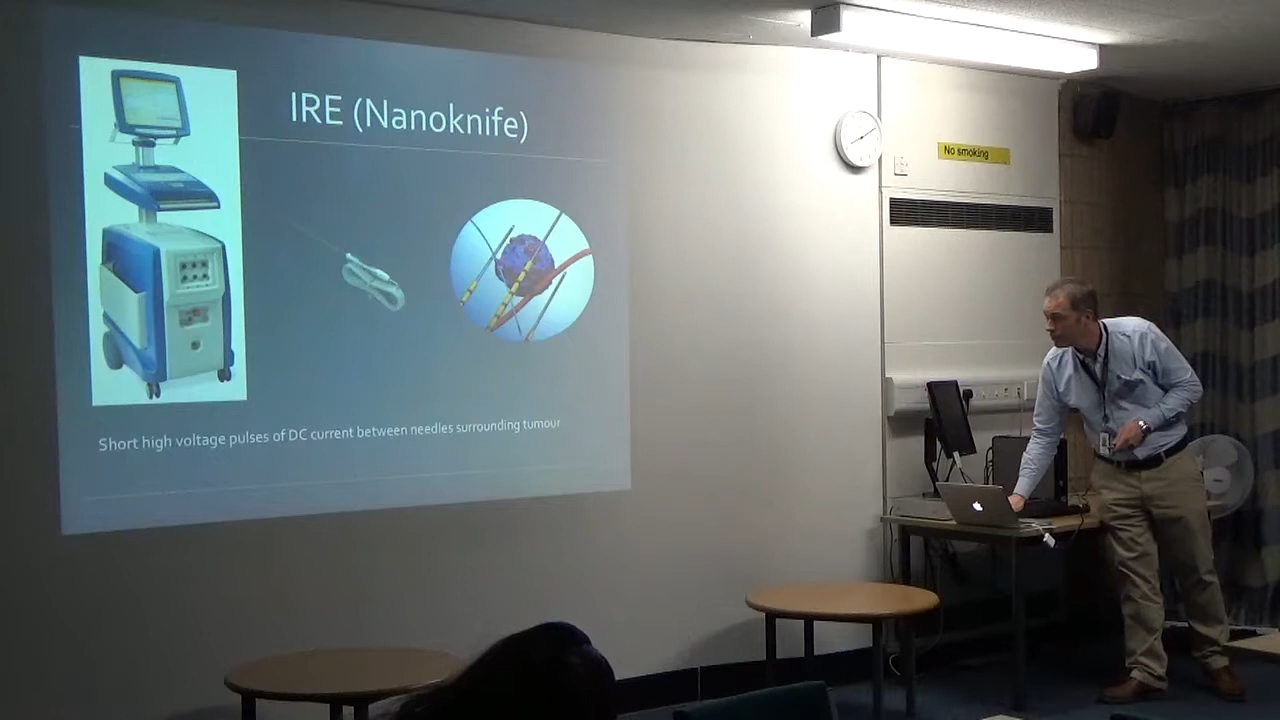 IRE (Nanoknife)
Short high voltage pulses of DC current between needles surrounding tumour
No smoking